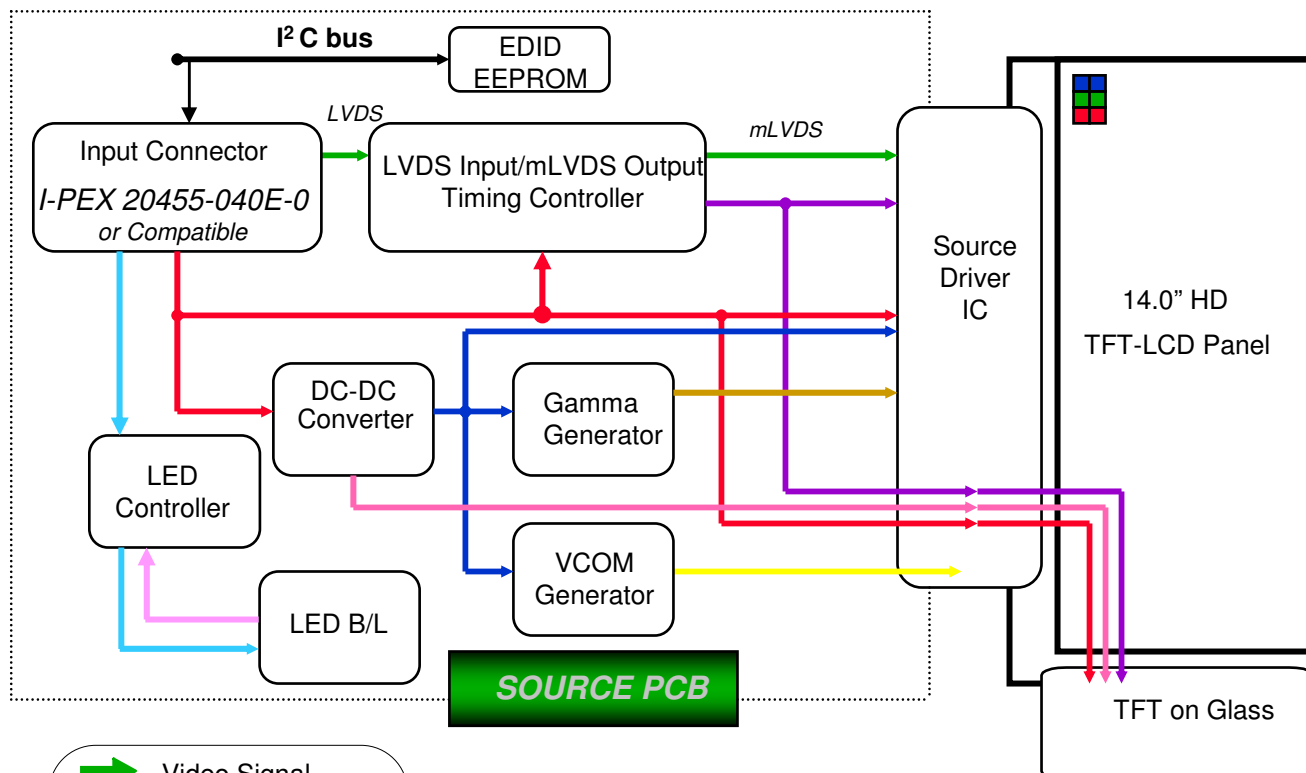 I² C bus
EDID
EEPROM
LVDS
mLVDS
Input Connector
I-PEX 20455-040E-0
or Compatible
LVDS Input/mLVDS Output
Timing Controller
Source
Driver
IC
14.0” HD
TFT-LCD Panel
DC-DC
Converter
Gamma
Generator
LED
Controller
VCOM
Generator
LED B/L
SOURCE PCB
TFT on Glass
Video Signal